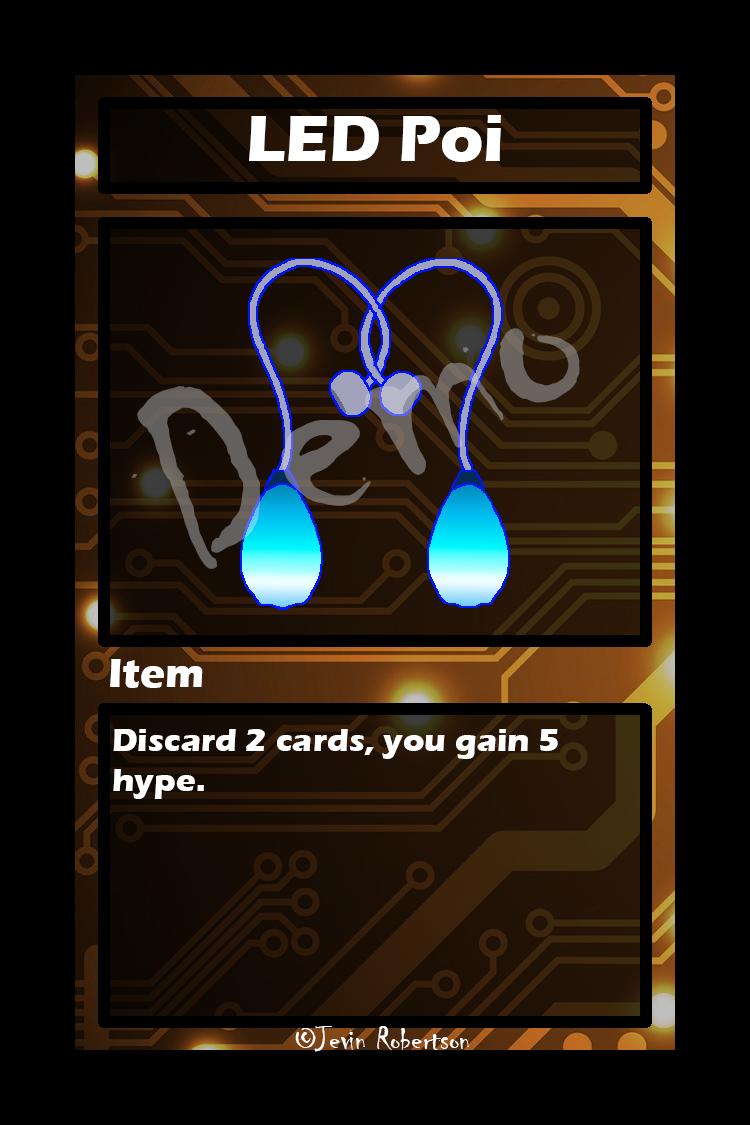 LED Poi
Demo
Item
Discard 2 cards, you gain 5
hype.
©Jevin Robertson